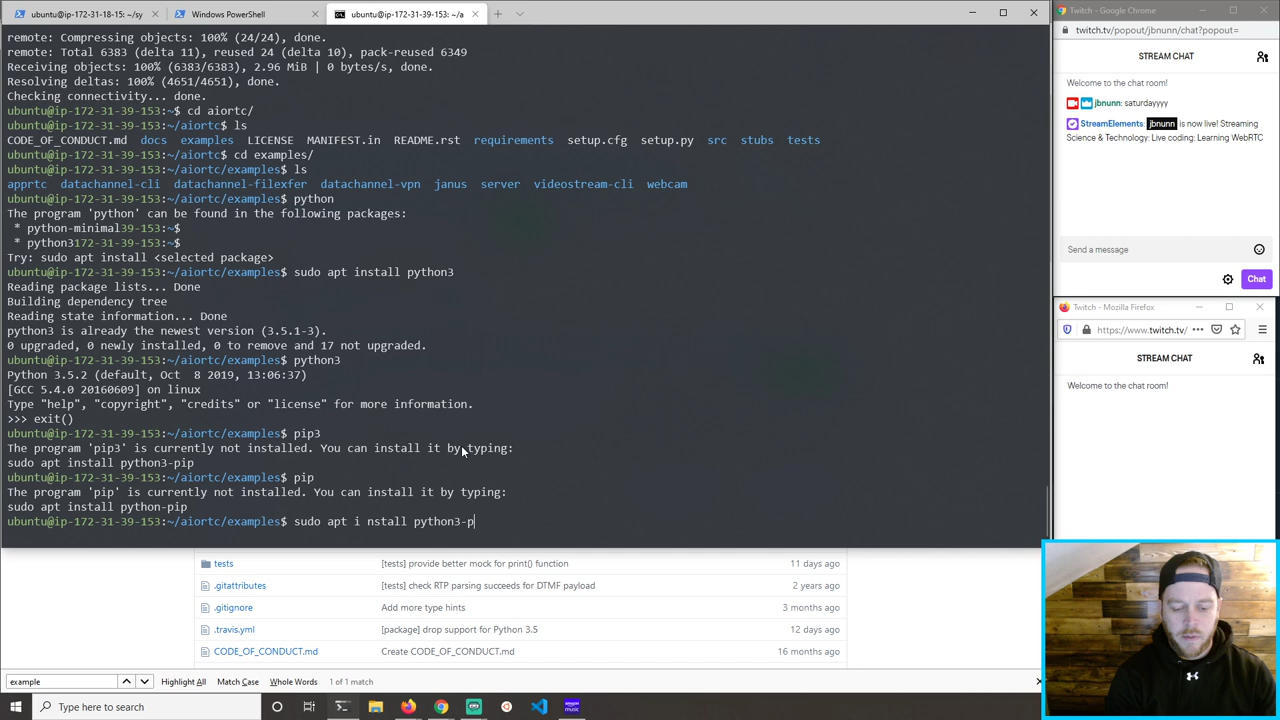 ubuntu@ip-172-31-18-15: ~/sy
Windows PowerShell
ubuntu@ip-172-31-39-153: ~/a
remote: Compressing objects: 100% (24/24), done.
remote: Total 6383 (delta 11), reused 24 (delta 10), pack-reused 6349
Receiving objects: 100% (6383/6383), 2.96 MiB | 0 bytes/s, done.
Resolving deltas: 100% (4651/4651), done.
Checking connectivity... done.
ubuntu@ip-172-31-39-153:~$ cd aiortc/
ubuntu@ip-172-31-39-153:~/aiortc$ ls
CODE_OF_CONDUCT.md docs examples LICENSE MANIFEST.in README.rst requirements setup.cfg setup.py src stubs tests
ubuntu@ip-172-31-39-153:~/aiortc$ cd examples/
ubuntu@ip-172-31-39-153:~/aiortc/examples$ ls
apprtc datachannel-cli datachannel-filexfer datachannel-vpn janus server videostream-cli webcam
ubuntu@ip-172-31-39-153:~/aiortc/examples$ python
The program 'python' can be found in the following packages:
* python-minimal39-153:~$
* python3172-31-39-153:~$
Try: sudo apt install <selected package>
ubuntu@ip-172-31-39-153:~/aiortc/examples$ sudo apt install python3
Reading package lists... Done
Building dependency tree
Reading state information... Done
python3 is already the newest version (3.5.1-3).
0 upgraded, 0 newly installed, 0 to remove and 17 not upgraded.
ubuntu@ip-172-31-39-153:~/aiortc/examples$ python3
Python 3.5.2 (default, Oct  8 2019, 13:06:37)
[GCC 5.4.0 20160609] on linux
Type "help", "copyright", "credits" or "license" for more information.
>>> exit()
ubuntu@ip-172-31-39-153:~/aiortc/examples$ pip3
The program 'pip3' is currently not installed. You can install it by typing:
sudo apt install python3-pip
ubuntu@ip-172-31-39-153:~/aiortc/examples$ pip
The program 'pip' is currently not installed. You can install it by typing:
sudo apt install python-pip
ubuntu@ip-172-31-39-153:~/aiortc/examples$ sudo apt i nstall python3-p
tests [tests] provide better mock for print() function 11 days ago
.gitattributes [tests] check RTP parsing succeeds for DTMF payload 2 years ago
.gitignore Add more type hints 3 months ago
.travis.yml [package] drop support for Python 3.5 12 days ago
CODE_OF_CONDUCT.md Create CODE_OF_CONDUCT.md 16 months ago
example
Highlight All Match Case Whole Words 1 of 1 match
Type here to search
amazon music
Twitch - Google Chrome
twitch.tv/popout/jbnunn/chat?popout=
STREAM CHAT
Welcome to the chat room!
jbnunn: saturdayyyy
StreamElements: jbnunn is now live! Streaming
Science & Technology: Live coding: Learning WebRTC
Send a message
Chat
Twitch - Mozilla Firefox
https://www.twitch.tv/
STREAM CHAT
Welcome to the chat room!